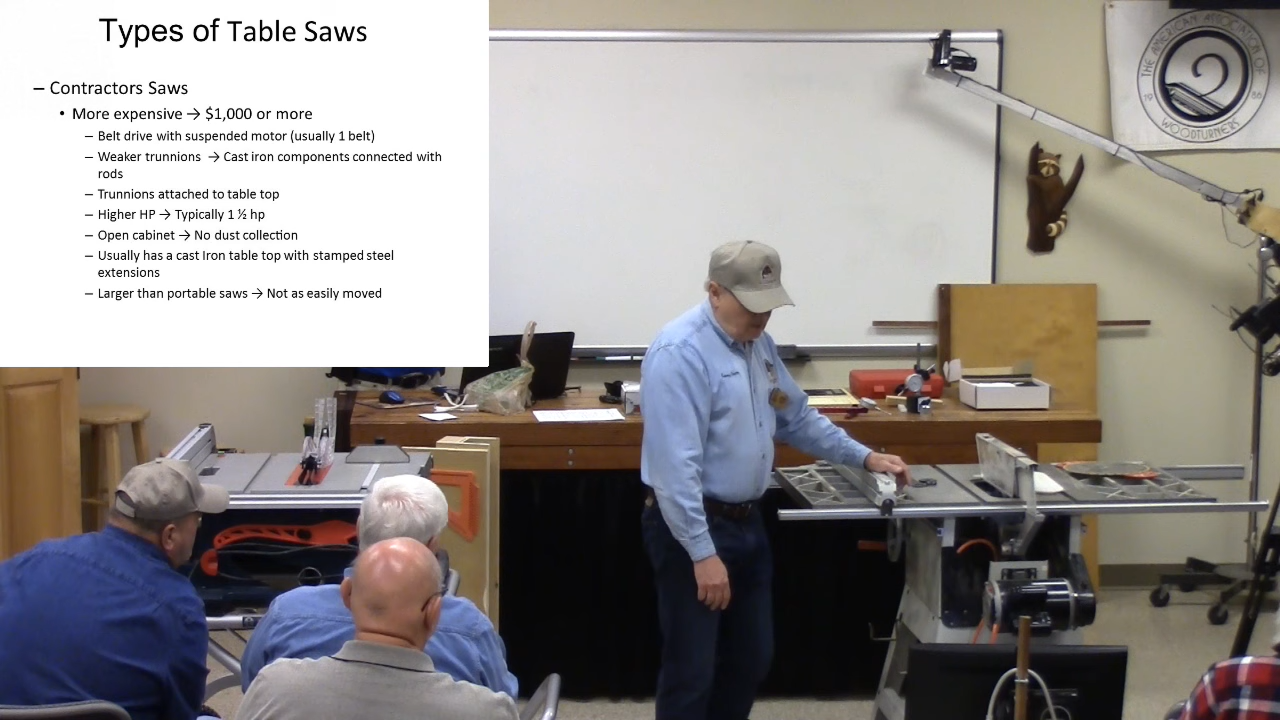 Types of Table Saws
– Contractors Saws
• More expensive → $1,000 or more
– Belt drive with suspended motor (usually 1 belt)
– Weaker trunnions → Cast iron components connected with
rods
– Trunnions attached to table top
– Higher HP → Typically 1 ½ hp
– Open cabinet → No dust collection
– Usually has a cast Iron table top with stamped steel
extensions
– Larger than portable saws → Not as easily moved
THE AMERICAN ASSOCIATION OF
19 86
WOODTURNERS